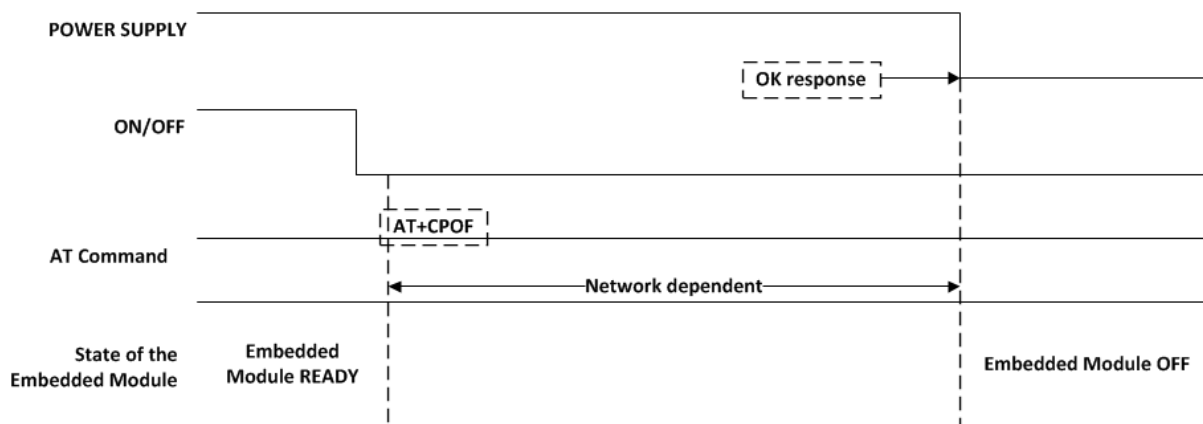 POWER SUPPLY
OK response
ON/OFF
AT+CPOF
AT Command
Network dependent
State of the
Embedded Module
Embedded
Module READY
Embedded Module OFF